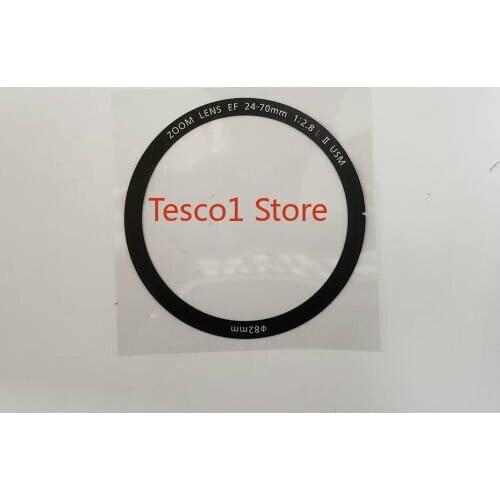 ZOOM LENS EF 24-70mm 1:2.8 L II USM
Tesco1 Store
Φ82mm